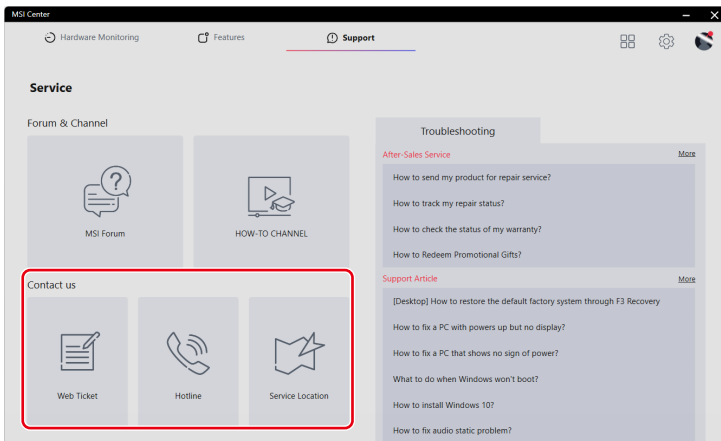 MSI Center
Hardware Monitoring
Features
Support
Service
Forum & Channel
MSI Forum
HOW-TO CHANNEL
Contact us
Web Ticket
Hotline
Service Location
Troubleshooting
After-Sales Service
More
How to send my product for repair service?
How to track my repair status?
How to check the status of my warranty?
How to Redeem Promotional Gifts?
Support Article
More
[Desktop] How to restore the default factory system through F3 Recovery
How to fix a PC with powers up but no display?
How to fix a PC that shows no sign of power?
What to do when Windows won't boot?
How to install Windows 10?
How to fix audio static problem?